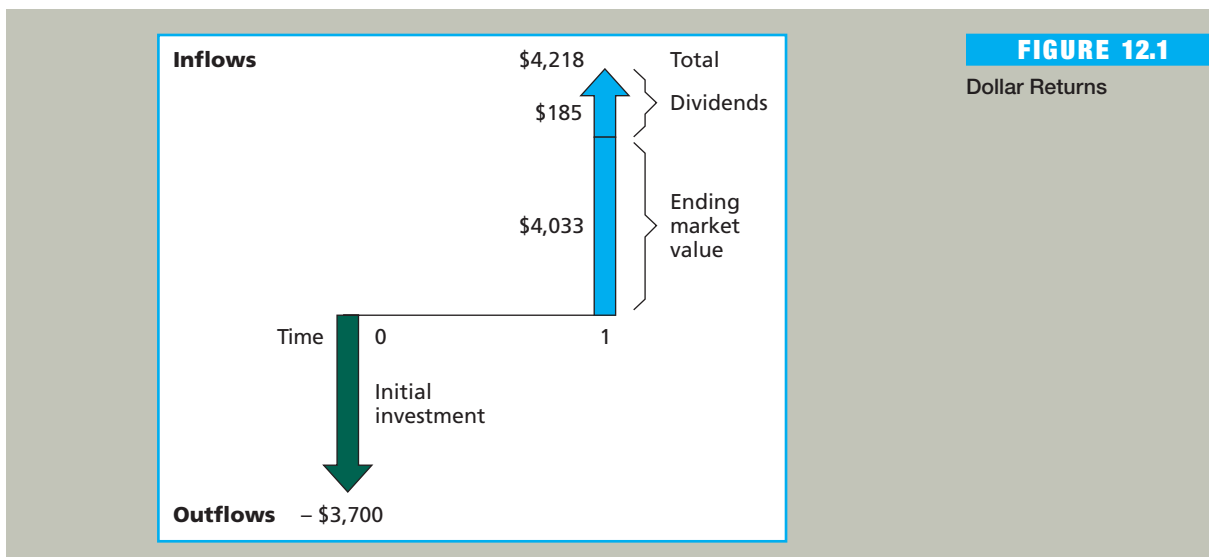 FIGURE 12.1
Dollar Returns
Inflows
$4,218
Total
$185
Dividends
$4,033
Ending
market
value
Time
0
1
Initial
investment
Outflows
– $3,700